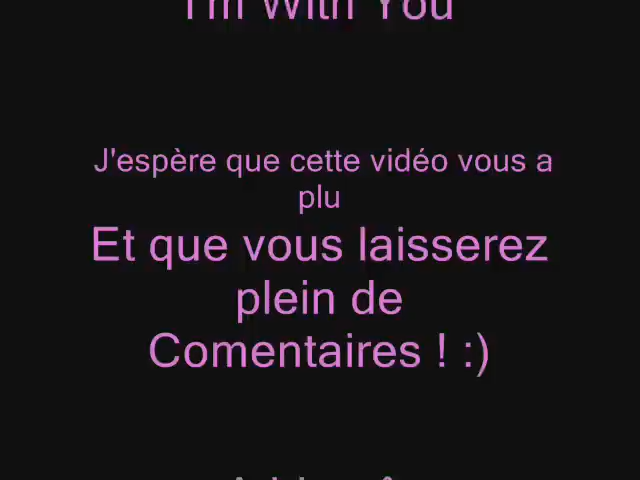 I'm With You
J'espère que cette vidéo vous a
plu
Et que vous laisserez
plein de
Comentaires ! :)